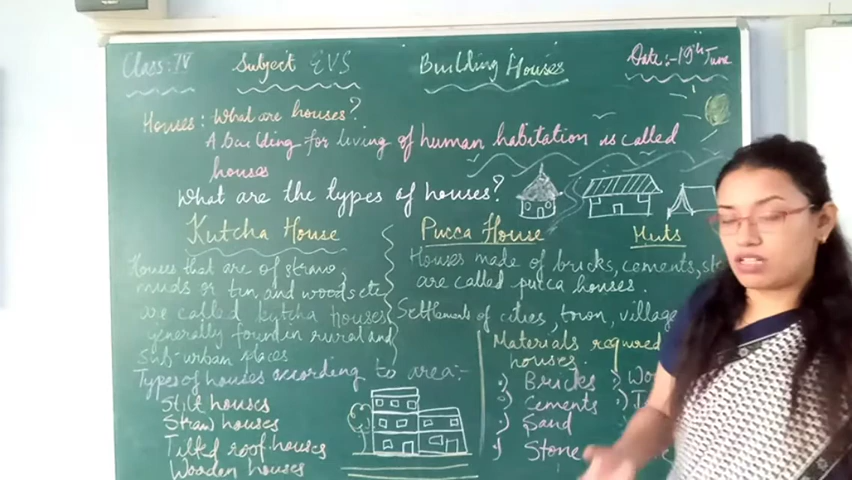 Class: IV
Subject EVS
Building Houses
Date:- 19th June
Houses: What are houses?
A building for living of human habitation is called
houses
What are the types of houses?
Kutcha House
Houses that are of straw,
muds or tin, and woods etc
are called kutcha houses
generally found in rural and
Sub-urban places
Pucca House
Huts
Houses made of bricks, cements,
are called pucca houses.
Settlements of cities, town, village
Types of houses according to area:-
Stilt houses
Straw houses
Tilted roof houses
Wooden houses
Materials required
houses.
Bricks
Cements
Sand
Stone